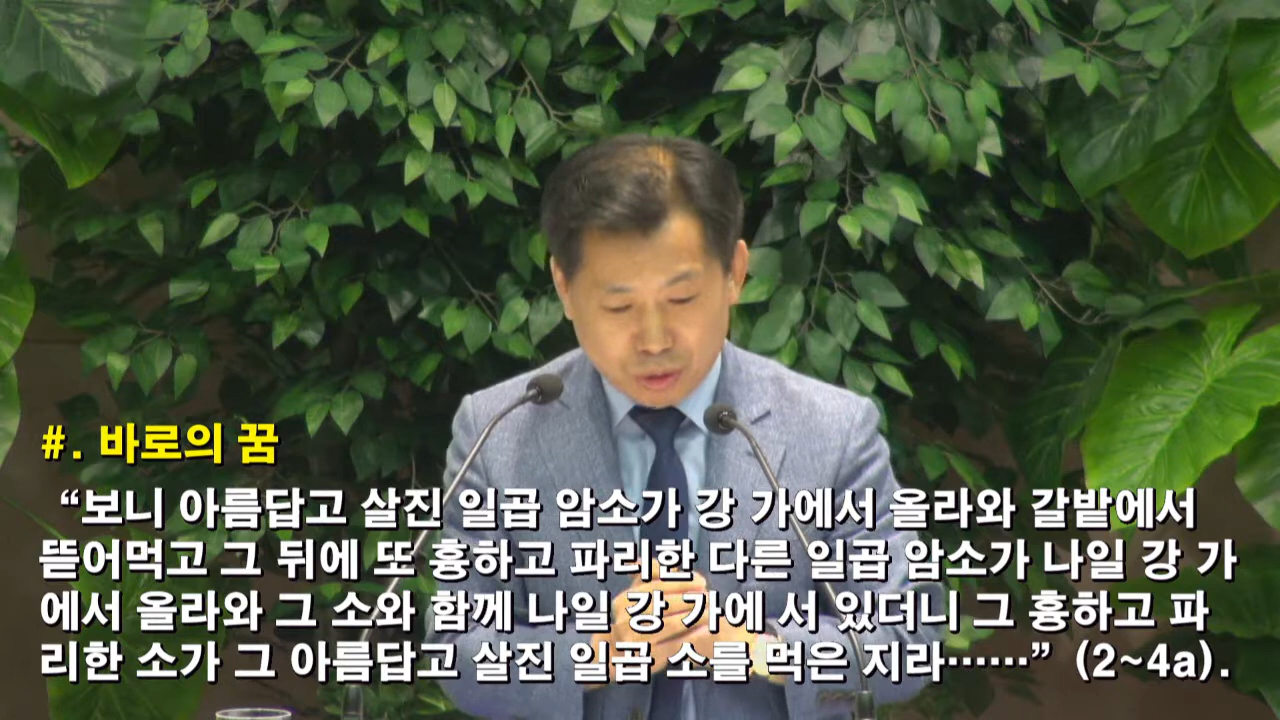 #. 바로의 꿈
“보니 아름답고 살진 일곱 암소가 강 가에서 올라와 갈밭에서
뜯어먹고 그 뒤에 또 흉하고 파리한 다른 일곱 암소가 나일 강 가
에서 올라와 그 소와 함께 나일 강 가에 서 있더니 그 흉하고 파
리한 소가 그 아름답고 살진 일곱 소를 먹은 지라……” (2~4a).